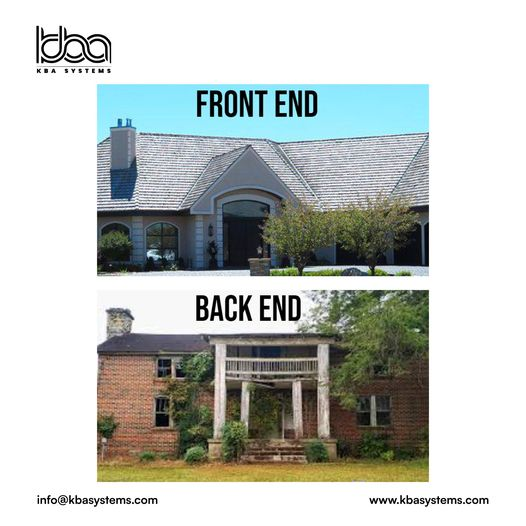 kba
KBA SYSTEMS
FRONT END
BACK END
info@kbasystems.com
www.kbasystems.com